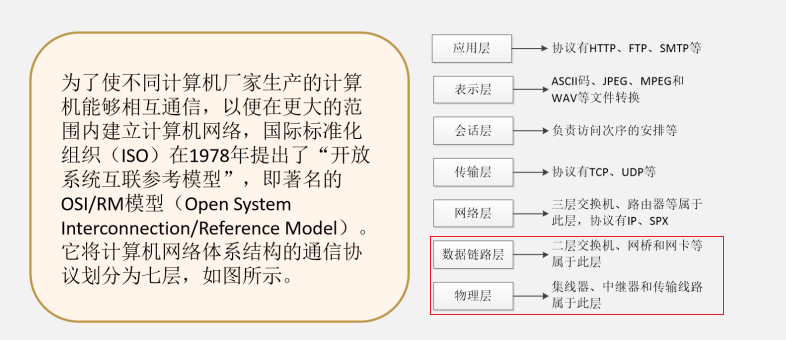 为了使不同计算机厂家生产的计算
机能够相互通信，以便在更大的范
围内建立计算机网络，国际标准化
组织（ISO）在1978年提出了“开放
系统互联参考模型”，即著名的
OSI/RM模型（Open System
Interconnection/Reference Model）。
它将计算机网络体系结构的通信协
议划分为七层，如图所示。
应用层
协议有HTTP、FTP、SMTP等
表示层
ASCII码、JPEG、MPEG和
WAV等文件转换
会话层
负责访问次序的安排等
传输层
协议有TCP、UDP等
网络层
三层交换机、路由器等属于
此层，协议有IP、SPX
数据链路层
二层交换机、网桥和网卡等
属于此层
物理层
集线器、中继器和传输线路
属于此层